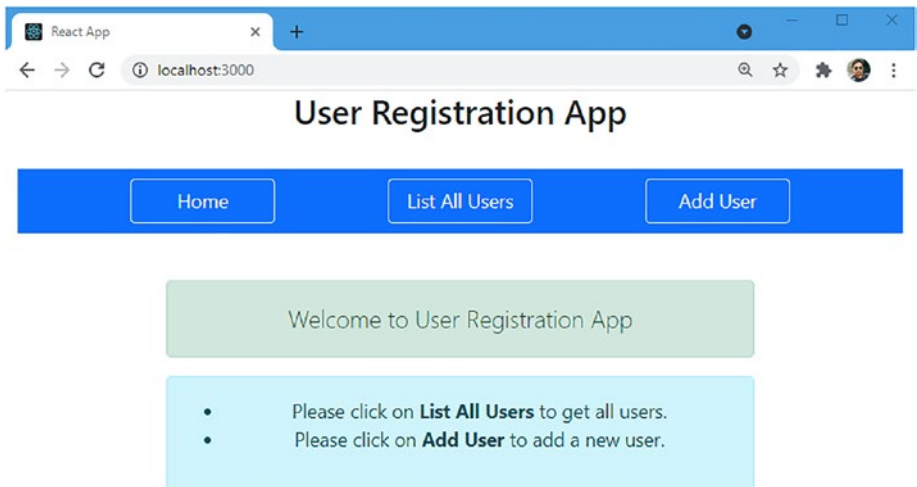 React App
localhost:3000
User Registration App
Home List All Users Add User
Welcome to User Registration App
• Please click on List All Users to get all users.
• Please click on Add User to add a new user.